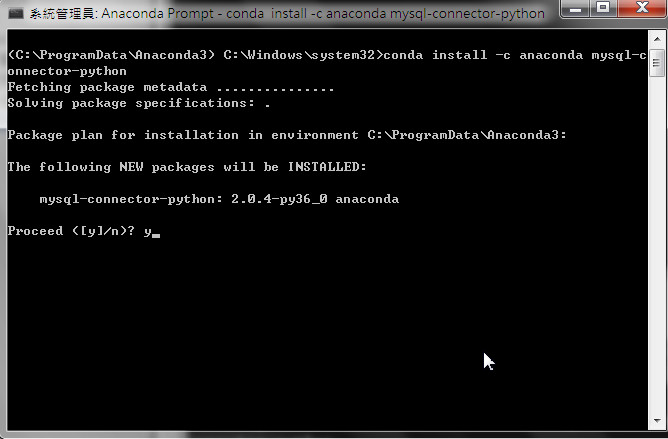 系統管理員: Anaconda Prompt - conda  install -c anaconda mysql-connector-python
(C:\ProgramData\Anaconda3) C:\Windows\system32>conda install -c anaconda mysql-c
onnector-python
Fetching package metadata ...............
Solving package specifications: .
Package plan for installation in environment C:\ProgramData\Anaconda3:
The following NEW packages will be INSTALLED:
mysql-connector-python: 2.0.4-py36_0 anaconda
Proceed ([y]/n)? y